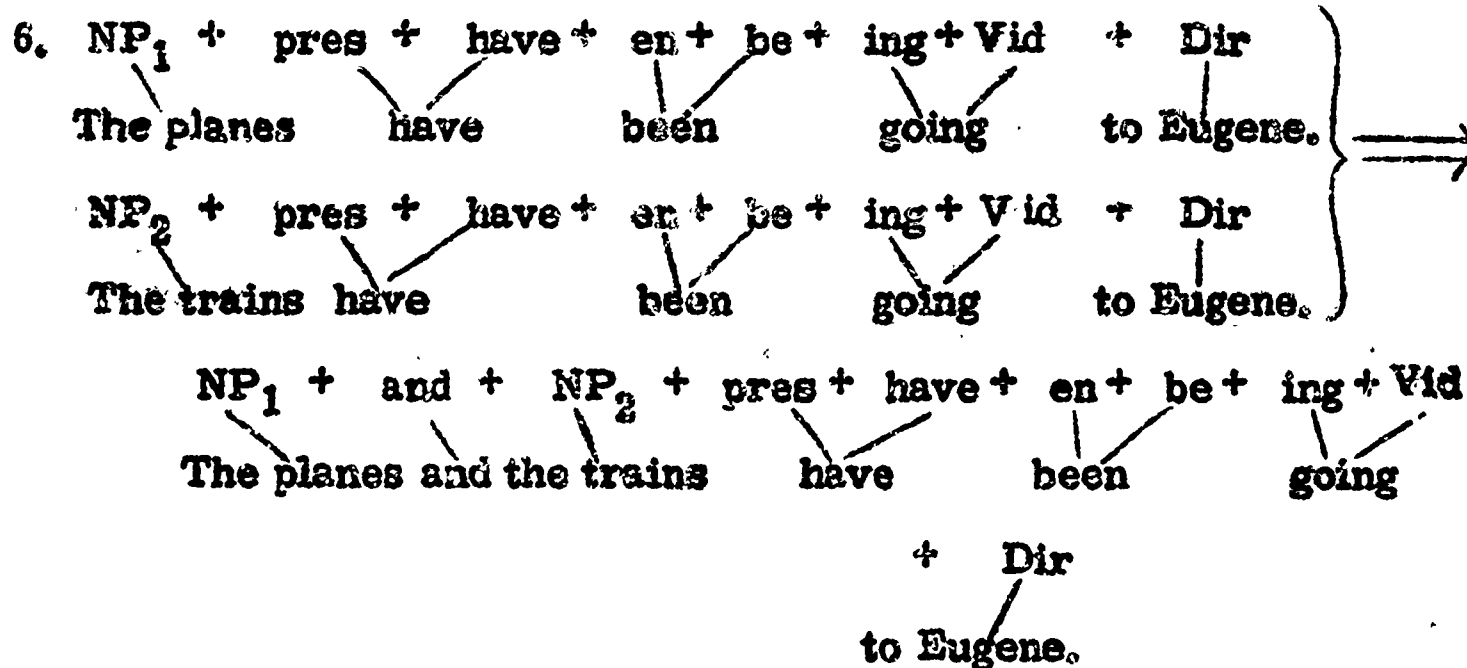 6. NP₁ + pres + have + en + be + ing + Vid + Dir
The planes have been going to Eugene.
NP₂ + pres + have + en + be + ing + Vid + Dir
The trains have been going to Eugene.
NP₁ + and + NP₂ + pres + have + en + be + ing + Vid
The planes and the trains have been going
+ Dir
to Eugene.